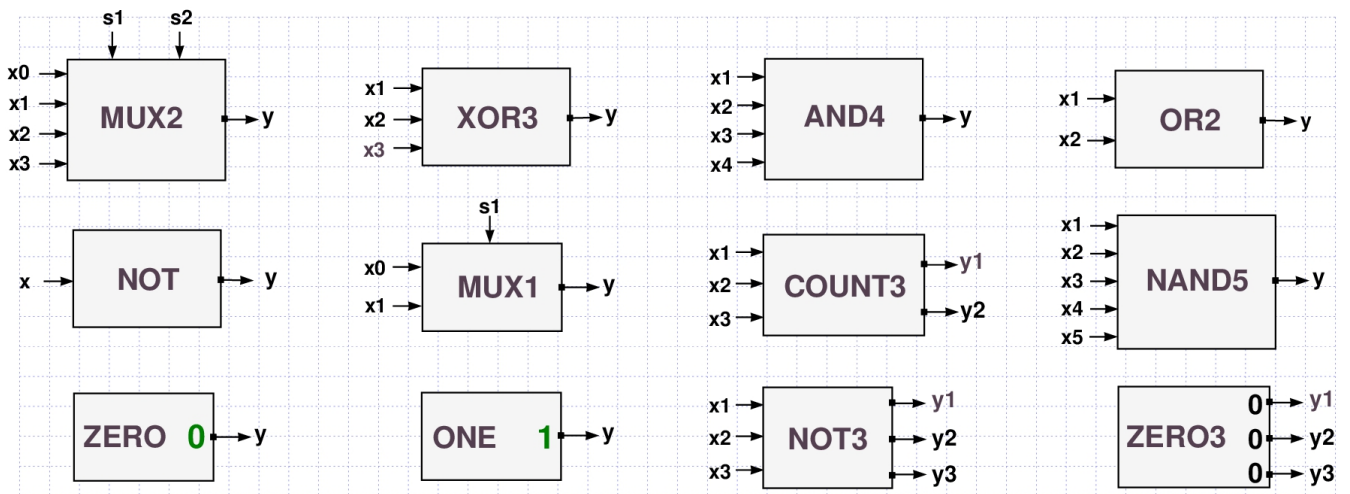 s1 s2
x0
x1
x2
x3
MUX2
y
x1
x2
x3
XOR3
y
x1
x2
x3
x4
AND4
y
x1
x2
OR2
y
x
NOT
y
s1
x0
x1
MUX1
y
x1
x2
x3
COUNT3
y1
y2
x1
x2
x3
x4
x5
NAND5
y
ZERO 0
y
ONE 1
y
x1
x2
x3
NOT3
y1
y2
y3
ZERO3
0
0
0
y1
y2
y3